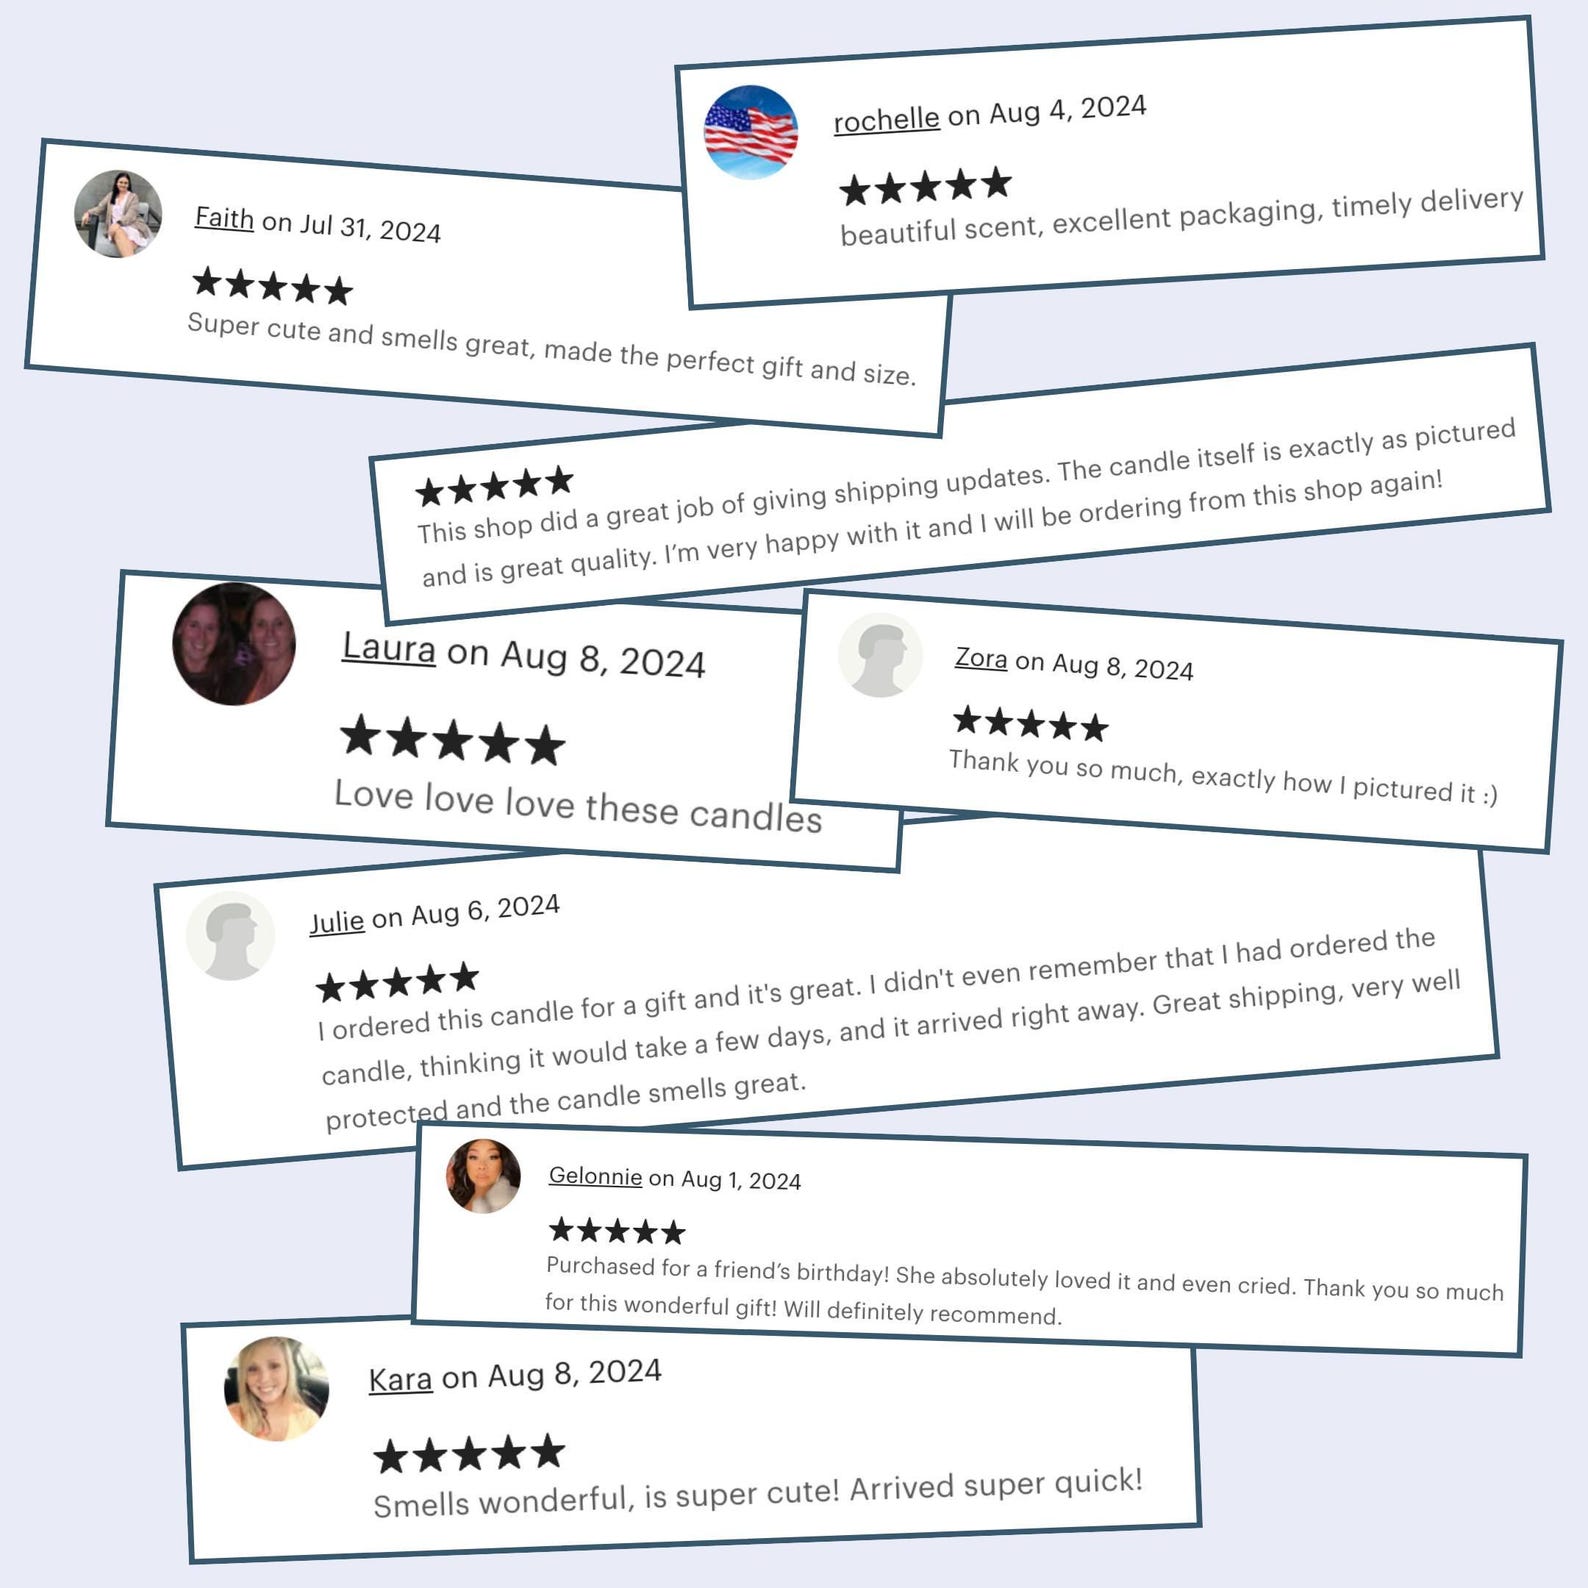 rochelle on Aug 4, 2024
★★★★★
beautiful scent, excellent packaging, timely delivery
Faith on Jul 31, 2024
★★★★★
Super cute and smells great, made the perfect gift and size.
★★★★★
This shop did a great job of giving shipping updates. The candle itself is exactly as pictured
and is great quality. I’m very happy with it and I will be ordering from this shop again!
Laura on Aug 8, 2024
★★★★★
Love love love these candles
Zora on Aug 8, 2024
★★★★★
Thank you so much, exactly how I pictured it :)
Julie on Aug 6, 2024
★★★★★
I ordered this candle for a gift and it's great. I didn't even remember that I had ordered the
candle, thinking it would take a few days, and it arrived right away. Great shipping, very well
protected and the candle smells great.
Gelonnie on Aug 1, 2024
★★★★★
Purchased for a friend’s birthday! She absolutely loved it and even cried. Thank you so much
for this wonderful gift! Will definitely recommend.
Kara on Aug 8, 2024
★★★★★
Smells wonderful, is super cute! Arrived super quick!